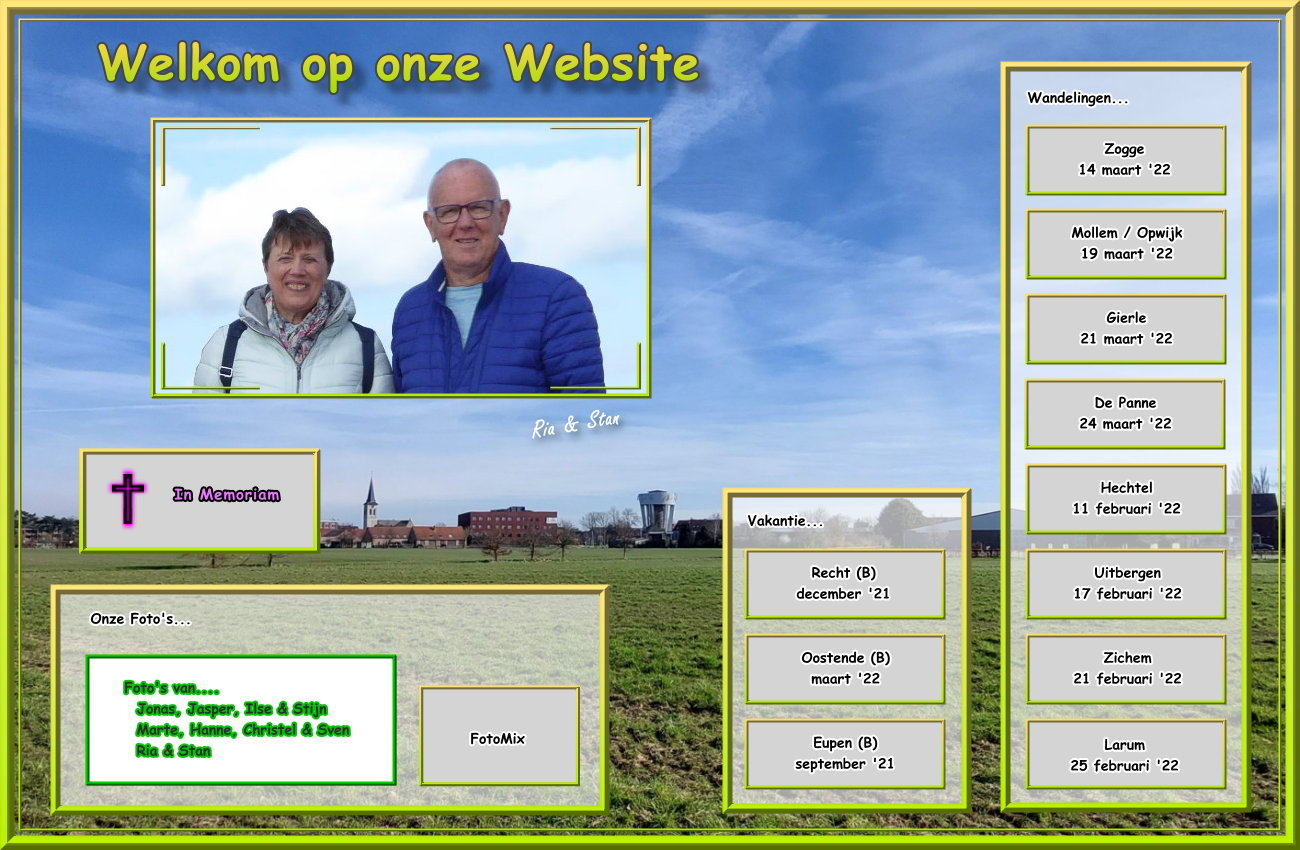 Welkom op onze Website
Ria & Stan
In Memoriam
Onze Foto's...
Foto's van....
Jonas, Jasper, Ilse & Stijn
Marte, Hanne, Christel & Sven
Ria & Stan
FotoMix
Vakantie...
Recht (B)
december '21
Oostende (B)
maart '22
Eupen (B)
september '21
Wandelingen...
Zogge
14 maart '22
Mollem / Opwijk
19 maart '22
Gierle
21 maart '22
De Panne
24 maart '22
Hechtel
11 februari '22
Uitbergen
17 februari '22
Zichem
21 februari '22
Larum
25 februari '22